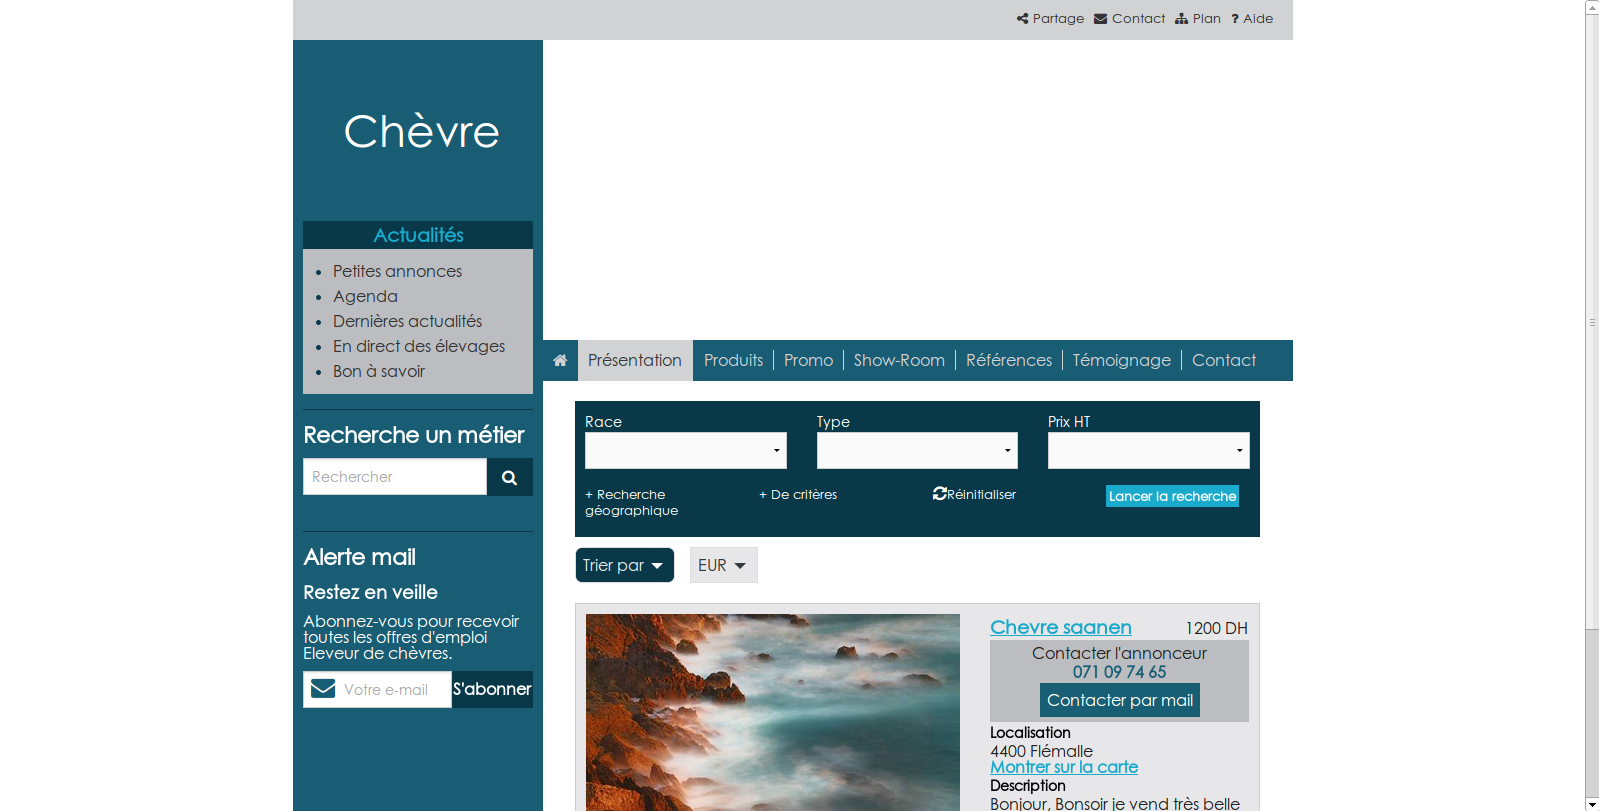 Partage Contact Plan ? Aide
Chèvre
Actualités
Petites annonces
Agenda
Dernières actualités
En direct des élevages
Bon à savoir
Recherche un métier
Rechercher
Alerte mail
Restez en veille
Abonnez-vous pour recevoir
toutes les offres d'emploi
Eleveur de chèvres.
Votre e-mail S'abonner
Présentation Produits Promo Show-Room Références Témoignage Contact
Race Type Prix HT
+ Recherche géographique
+ De critères
Réinitialiser
Lancer la recherche
Trier par EUR
Chevre saanen 1200 DH
Contacter l'annonceur
071 09 74 65
Contacter par mail
Localisation
4400 Flémalle
Montrer sur la carte
Description
Bonjour, Bonsoir je vend très belle